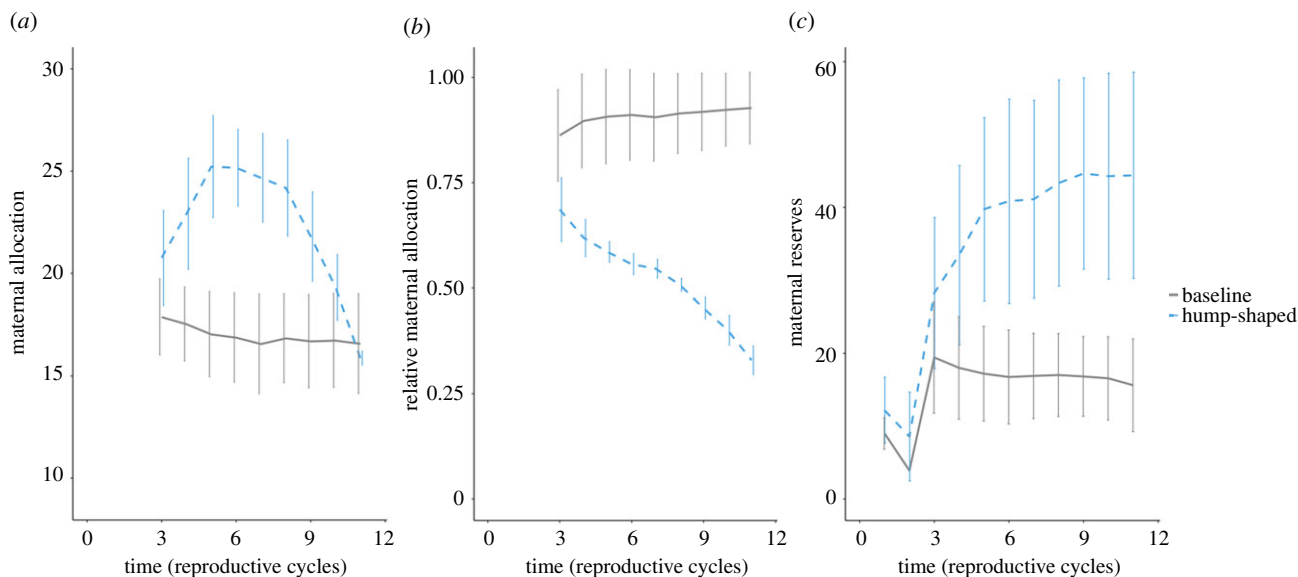 (a)
30
25
20
15
10
maternal allocation
0 3 6 9 12
time (reproductive cycles)
(b)
1.00
0.75
0.50
0.25
0
relative maternal allocation
0 3 6 9 12
time (reproductive cycles)
(c)
60
40
20
0
maternal reserves
0 3 6 9 12
time (reproductive cycles)
baseline
hump-shaped